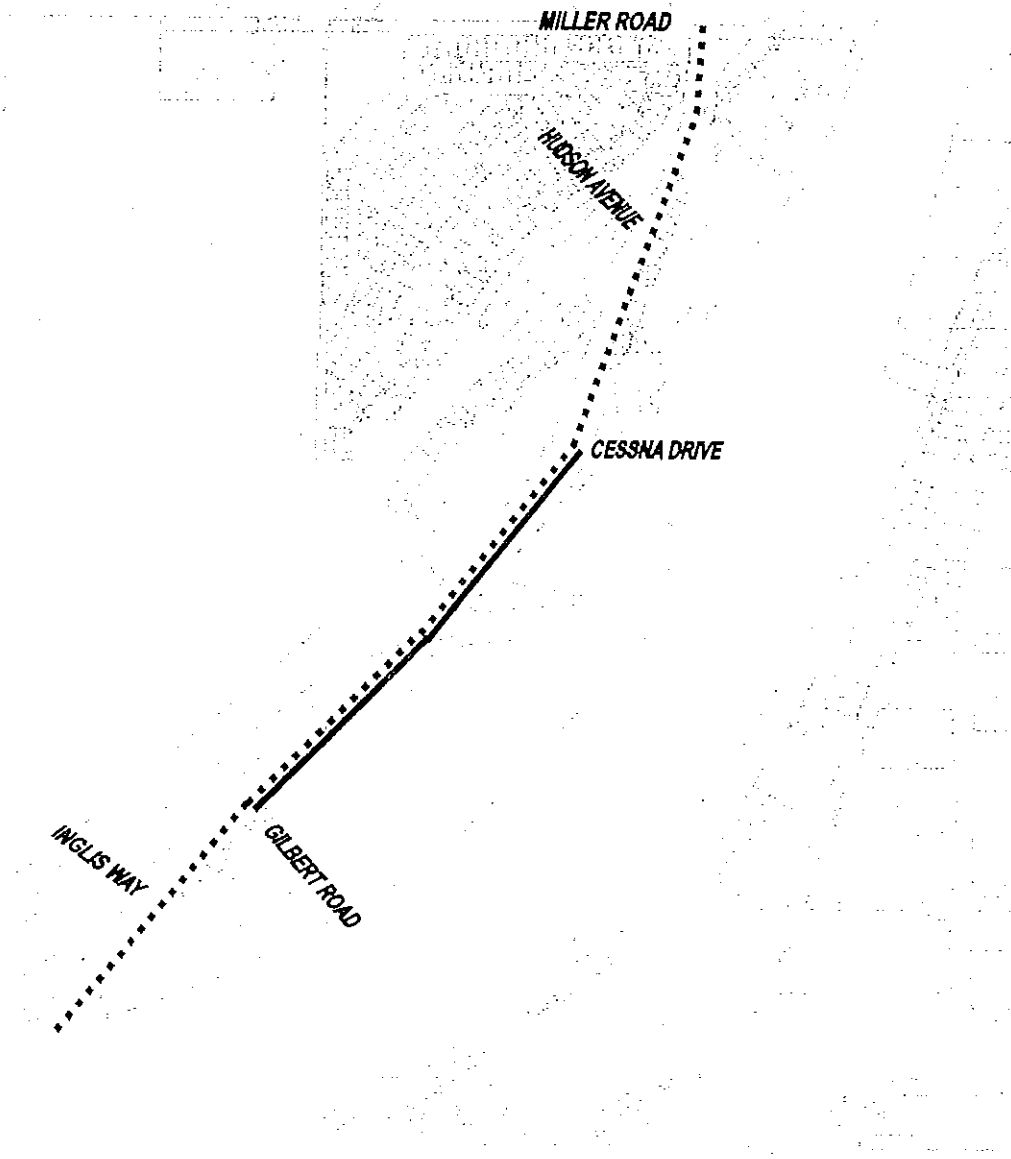 MILLER ROAD
HUDSON AVENUE
CESSNA DRIVE
INGLIS WAY
GILBERT ROAD